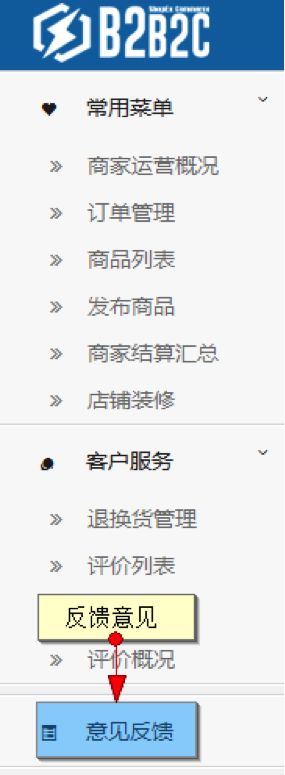 B2B2C
常用菜单
商家运营概况
订单管理
商品列表
发布商品
商家结算汇总
店铺装修
客户服务
退换货管理
评价列表
反馈意见
评价概况
意见反馈